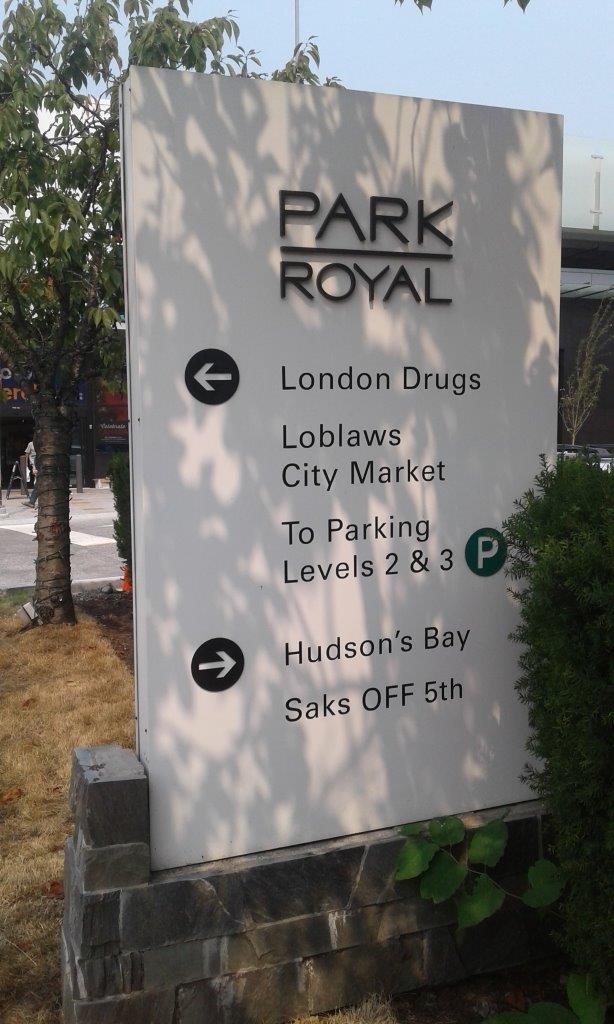 PARK
ROYAL
London Drugs
Loblaws
City Market
To Parking
Levels 2 & 3 P
Hudson's Bay
Saks OFF 5th